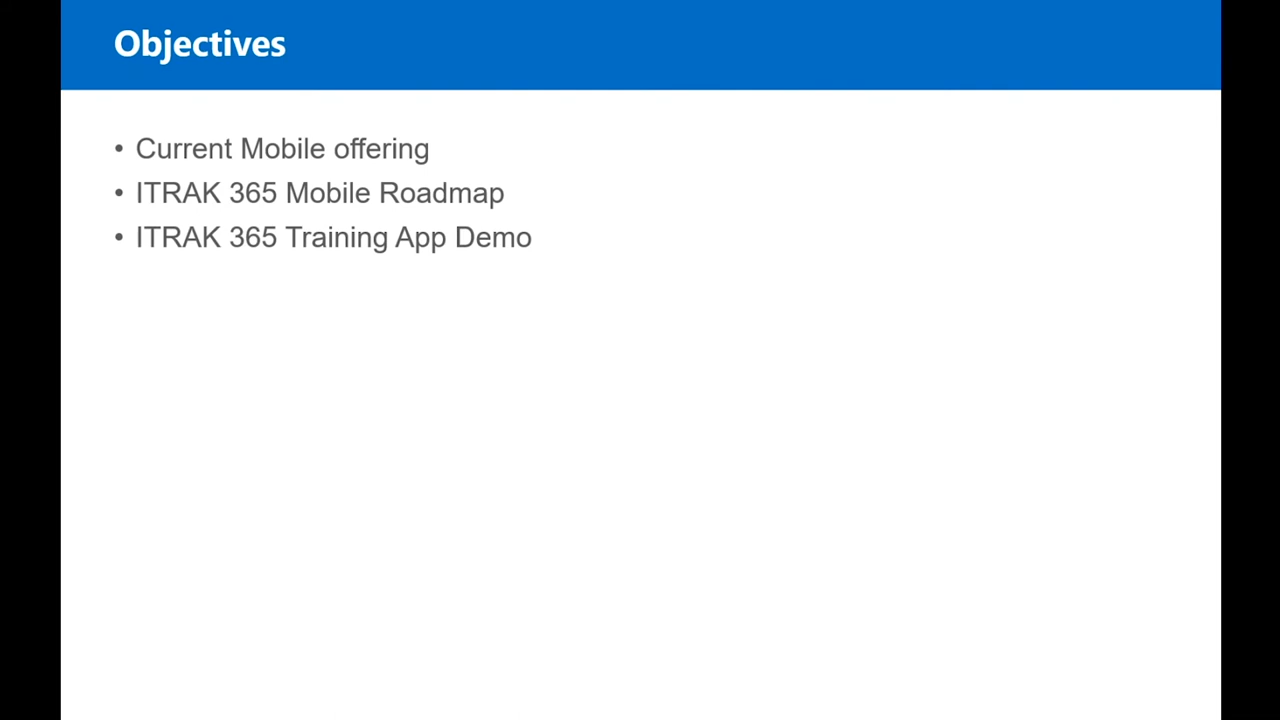 Objectives
• Current Mobile offering
• ITRAK 365 Mobile Roadmap
• ITRAK 365 Training App Demo